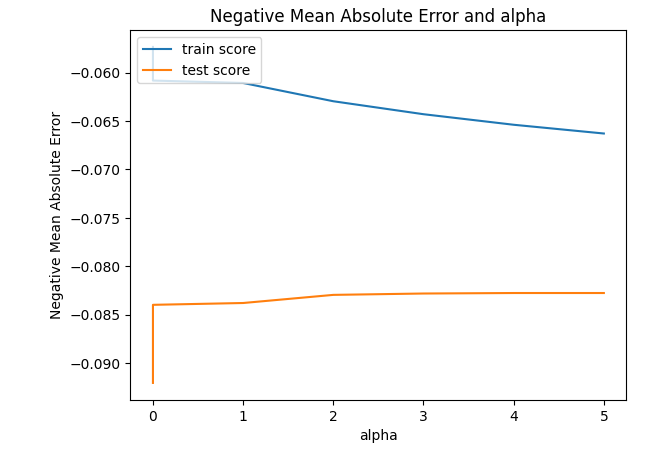 Negative Mean Absolute Error and alpha
train score
test score
−0.060
−0.065
−0.070
−0.075
−0.080
−0.085
−0.090
Negative Mean Absolute Error
0 1 2 3 4 5
alpha